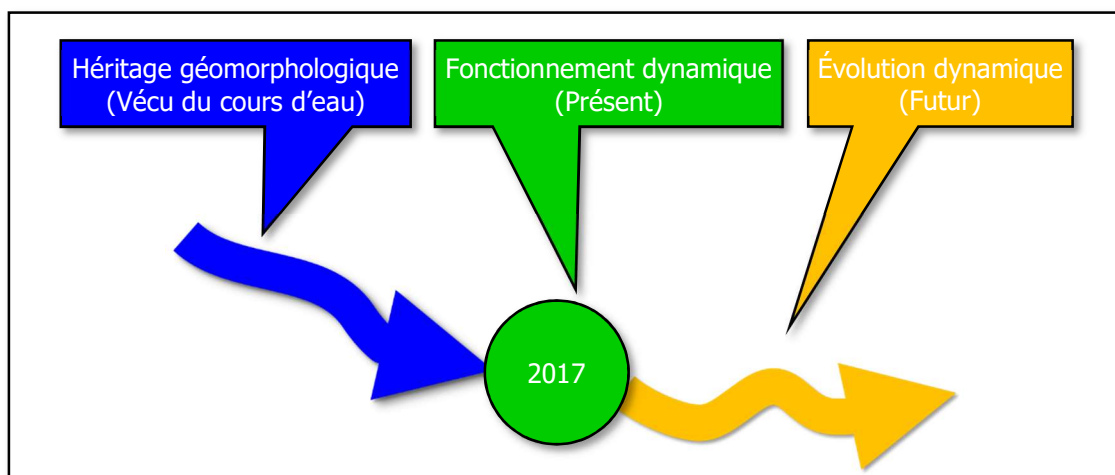 Héritage géomorphologique
(Vécu du cours d’eau)
Fonctionnement dynamique
(Présent)
Évolution dynamique
(Futur)
2017